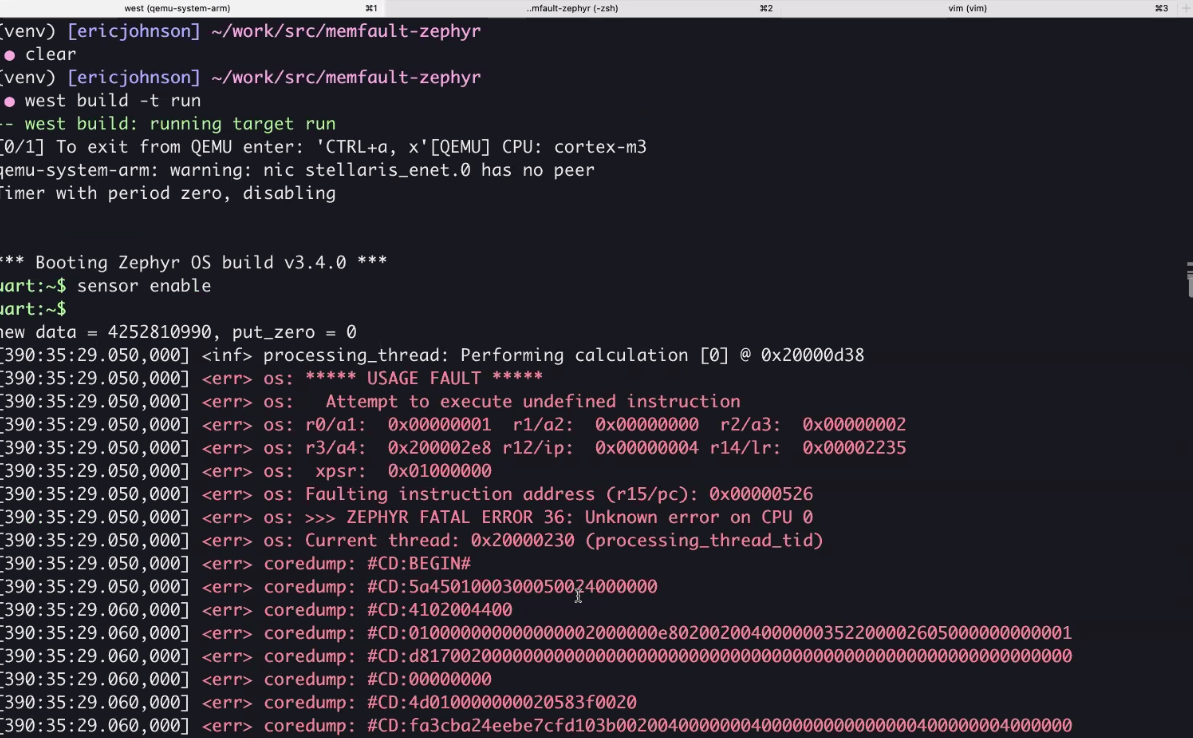 west (qemu-system-arm) ⌘1 ..mfault-zephyr (-zsh) ⌘2 vim (vim) ⌘3
(venv) [ericjohnson] ~/work/src/memfault-zephyr
● clear
(venv) [ericjohnson] ~/work/src/memfault-zephyr
● west build -t run
-- west build: running target run
[0/1] To exit from QEMU enter: 'CTRL+a, x'[QEMU] CPU: cortex-m3
qemu-system-arm: warning: nic stellaris_enet.0 has no peer
Timer with period zero, disabling
*** Booting Zephyr OS build v3.4.0 ***
uart:~$ sensor enable
uart:~$
new data = 4252810990, put_zero = 0
[390:35:29.050,000] <inf> processing_thread: Performing calculation [0] @ 0x20000d38
[390:35:29.050,000] <err> os: ***** USAGE FAULT *****
[390:35:29.050,000] <err> os:   Attempt to execute undefined instruction
[390:35:29.050,000] <err> os: r0/a1:  0x00000001  r1/a2:  0x00000000  r2/a3:  0x00000002
[390:35:29.050,000] <err> os: r3/a4:  0x200002e8 r12/ip:  0x00000004 r14/lr:  0x00002235
[390:35:29.050,000] <err> os:  xpsr:  0x01000000
[390:35:29.050,000] <err> os: Faulting instruction address (r15/pc): 0x00000526
[390:35:29.050,000] <err> os: >>> ZEPHYR FATAL ERROR 36: Unknown error on CPU 0
[390:35:29.050,000] <err> os: Current thread: 0x20000230 (processing_thread_tid)
[390:35:29.050,000] <err> coredump: #CD:BEGIN#
[390:35:29.050,000] <err> coredump: #CD:5a4501000300050024000000
[390:35:29.060,000] <err> coredump: #CD:4102004400
[390:35:29.060,000] <err> coredump: #CD:010000000000000002000000e802002004000000352200002605000000000001
[390:35:29.060,000] <err> coredump: #CD:d817002000000000000000000000000000000000000000000000000000000000
[390:35:29.060,000] <err> coredump: #CD:00000000
[390:35:29.060,000] <err> coredump: #CD:4d010000000020583f0020
[390:35:29.060,000] <err> coredump: #CD:fa3cba24eebe7cfd103b00200400000004000000000000000400000004000000